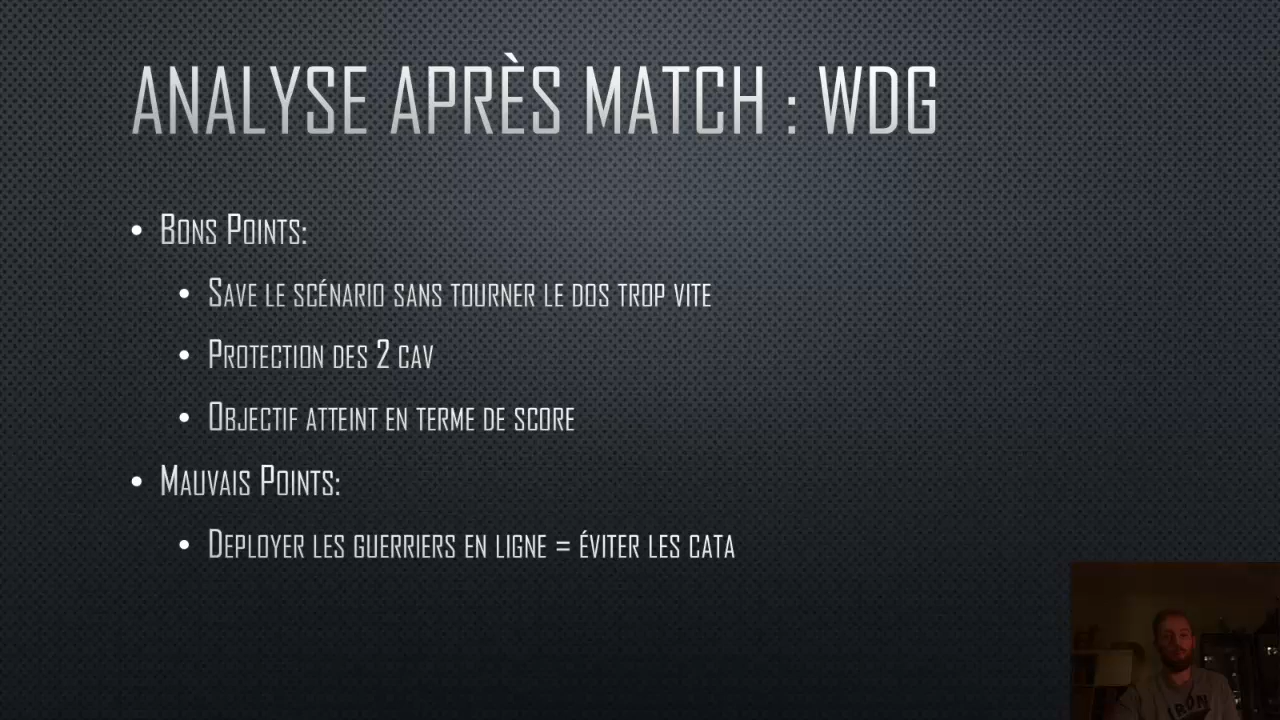 ANALYSE APRÈS MATCH : WDG
• BONS POINTS:
• SAVE LE SCÉNARIO SANS TOURNER LE DOS TROP VITE
• PROTECTION DES 2 CAV
• OBJECTIF ATTEINT EN TERME DE SCORE
• MAUVAIS POINTS:
• DEPLOYER LES GUERRIERS EN LIGNE = ÉVITER LES CATA